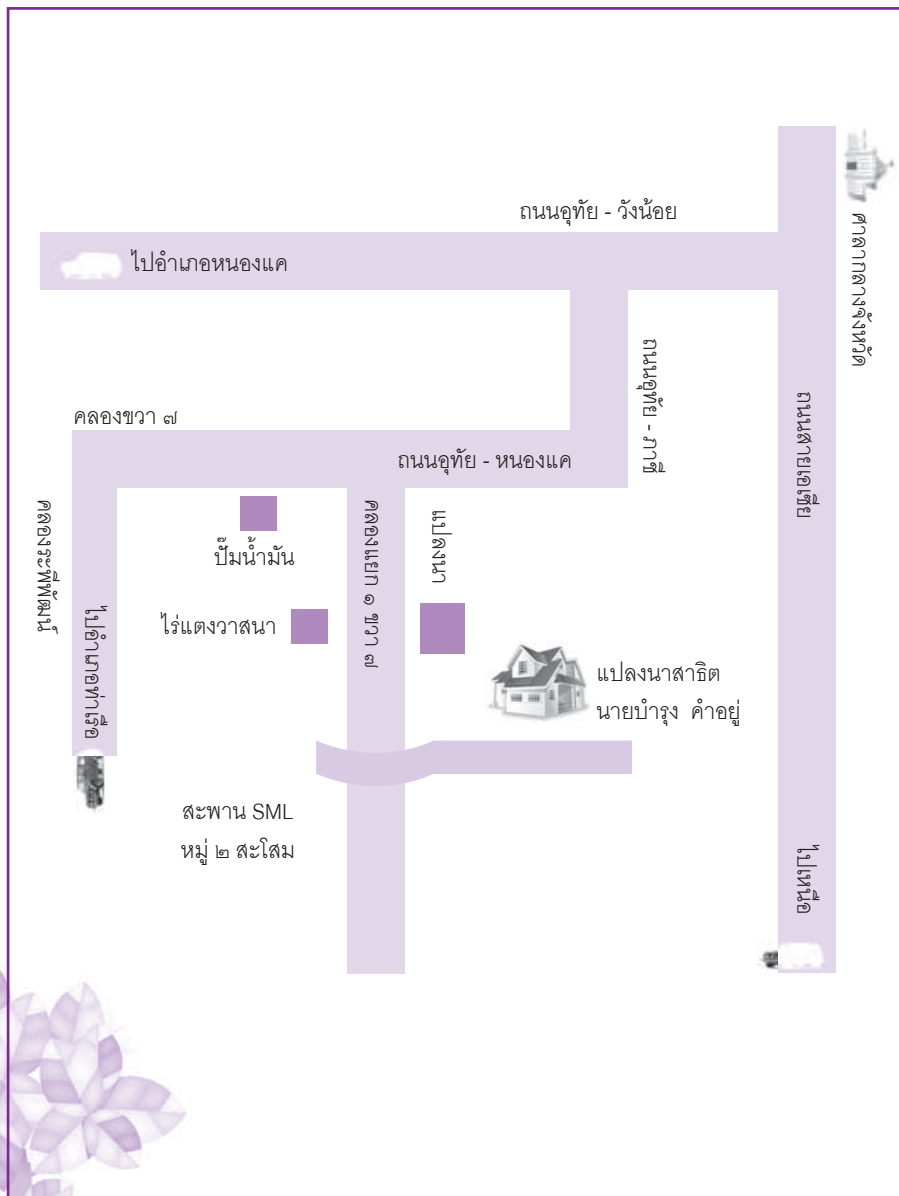 ถนนอุทัย - วังน้อย
ศาลากลางจังหวัด
ไปอำเภอหนองแค
ถนนอุทัย - ภาชี
ถนนสายเอเซีย
คลองขวา ๗
ถนนอุทัย - หนองแค
คลองระพีพัฒน์
ปั๊มน้ำมัน
คลองแยก ๑ ขวา ๗
แปลงนา
ไปอำเภอท่าเรือ
ไร่แตงวาสนา
แปลงนาสาธิต
นายบำรุง คำอยู่
สะพาน SML
หมู่ ๒ สะโสม
ไปเหนือ